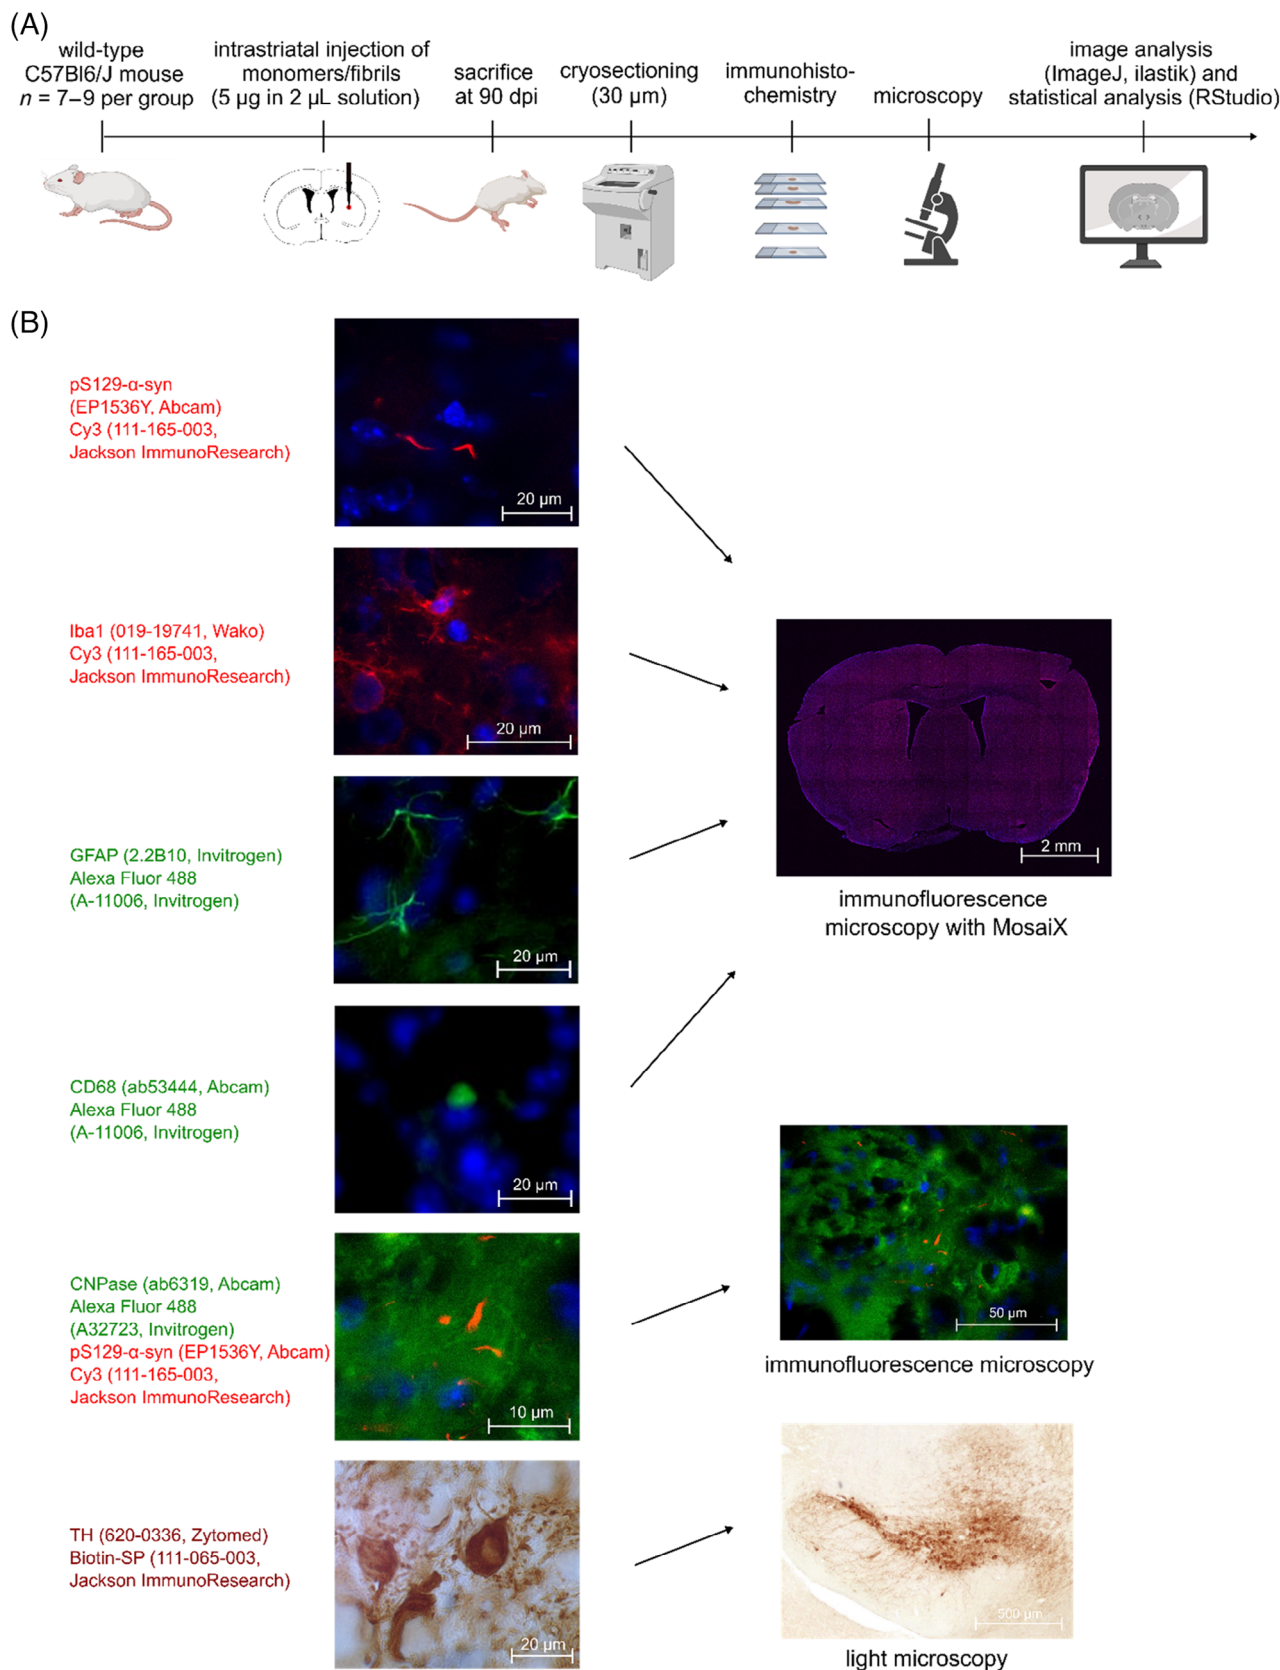 (A)
wild-type
C57Bl6/J mouse
n = 7–9 per group
intrastriatal injection of
monomers/fibrils
(5 µg in 2 µL solution)
sacrifice
at 90 dpi
cryosectioning
(30 µm)
immunohisto-
chemistry
microscopy
image analysis
(ImageJ, ilastik) and
statistical analysis (RStudio)
(B)
pS129-α-syn
(EP1536Y, Abcam)
Cy3 (111-165-003,
Jackson ImmunoResearch)
20 µm
Iba1 (019-19741, Wako)
Cy3 (111-165-003,
Jackson ImmunoResearch)
20 µm
GFAP (2.2B10, Invitrogen)
Alexa Fluor 488
(A-11006, Invitrogen)
20 µm
2 mm
immunofluorescence
microscopy with MosaiX
CD68 (ab53444, Abcam)
Alexa Fluor 488
(A-11006, Invitrogen)
20 µm
CNPase (ab6319, Abcam)
Alexa Fluor 488
(A32723, Invitrogen)
pS129-α-syn (EP1536Y, Abcam)
Cy3 (111-165-003,
Jackson ImmunoResearch)
10 µm
50 µm
immunofluorescence microscopy
TH (620-0336, Zytomed)
Biotin-SP (111-065-003,
Jackson ImmunoResearch)
20 µm
500 µm
light microscopy